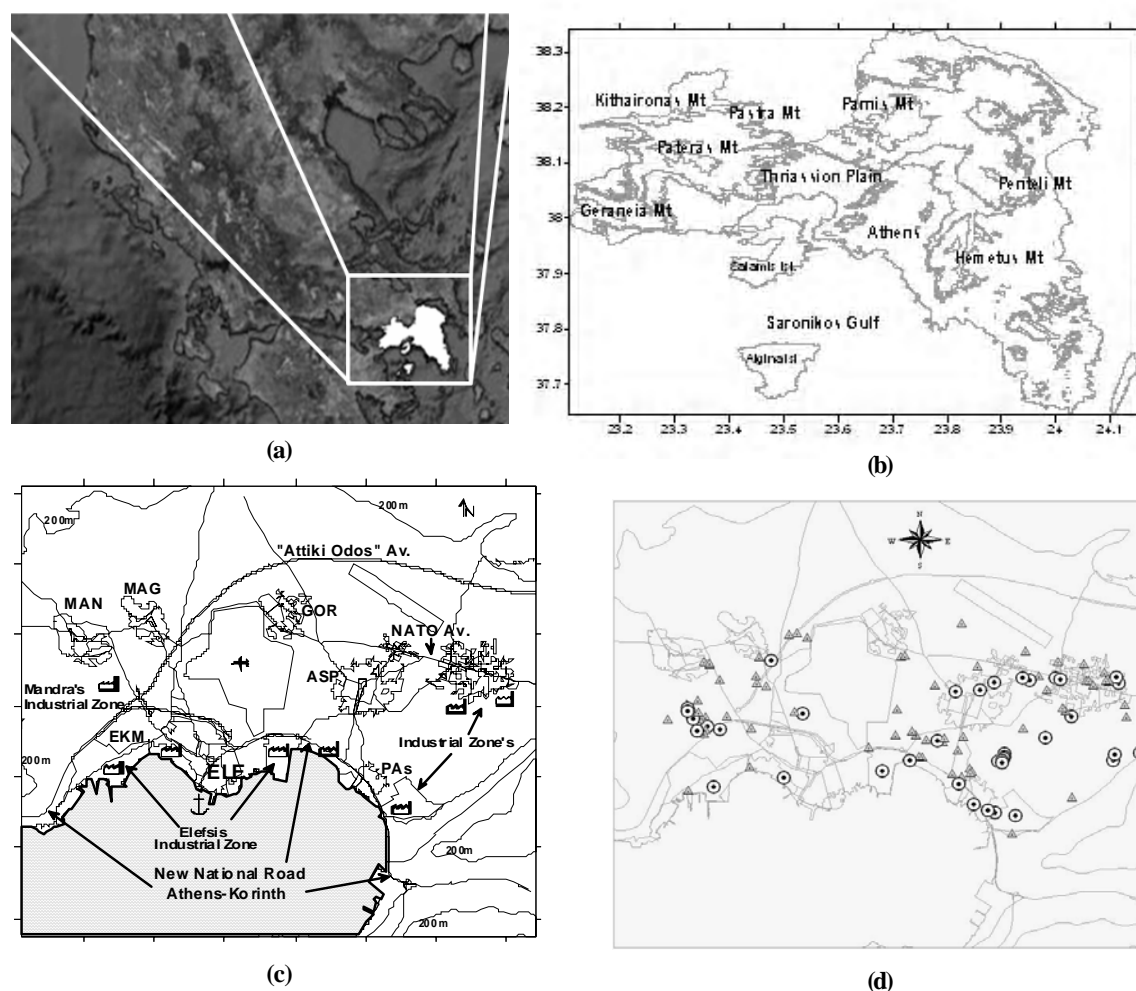 (a)
38.3
38.2
38.1
38
37.9
37.8
37.7
Kithaironas Mt
Pastra Mt
Parnis Mt
Pateras Mt
Thriassion Plain
Penteli Mt
Geraneia Mt
Athens
Hemetus Mt
Salamis isl.
Saronikos Gulf
Aigina isl
23.2 23.3 23.4 23.5 23.6 23.7 23.8 23.9 24 24.1
(b)
200m
200m
N
"Attiki Odos" Av.
MAG
MAN
GOR
NATO Av.
ASP
Mandra's
Industrial Zone
EKM
Industrial Zone's
200m
ELE
PAs
Elefsis
Industrial Zone
New National Road
Athens-Korinth
200m
(c)
N
W E
S
(d)